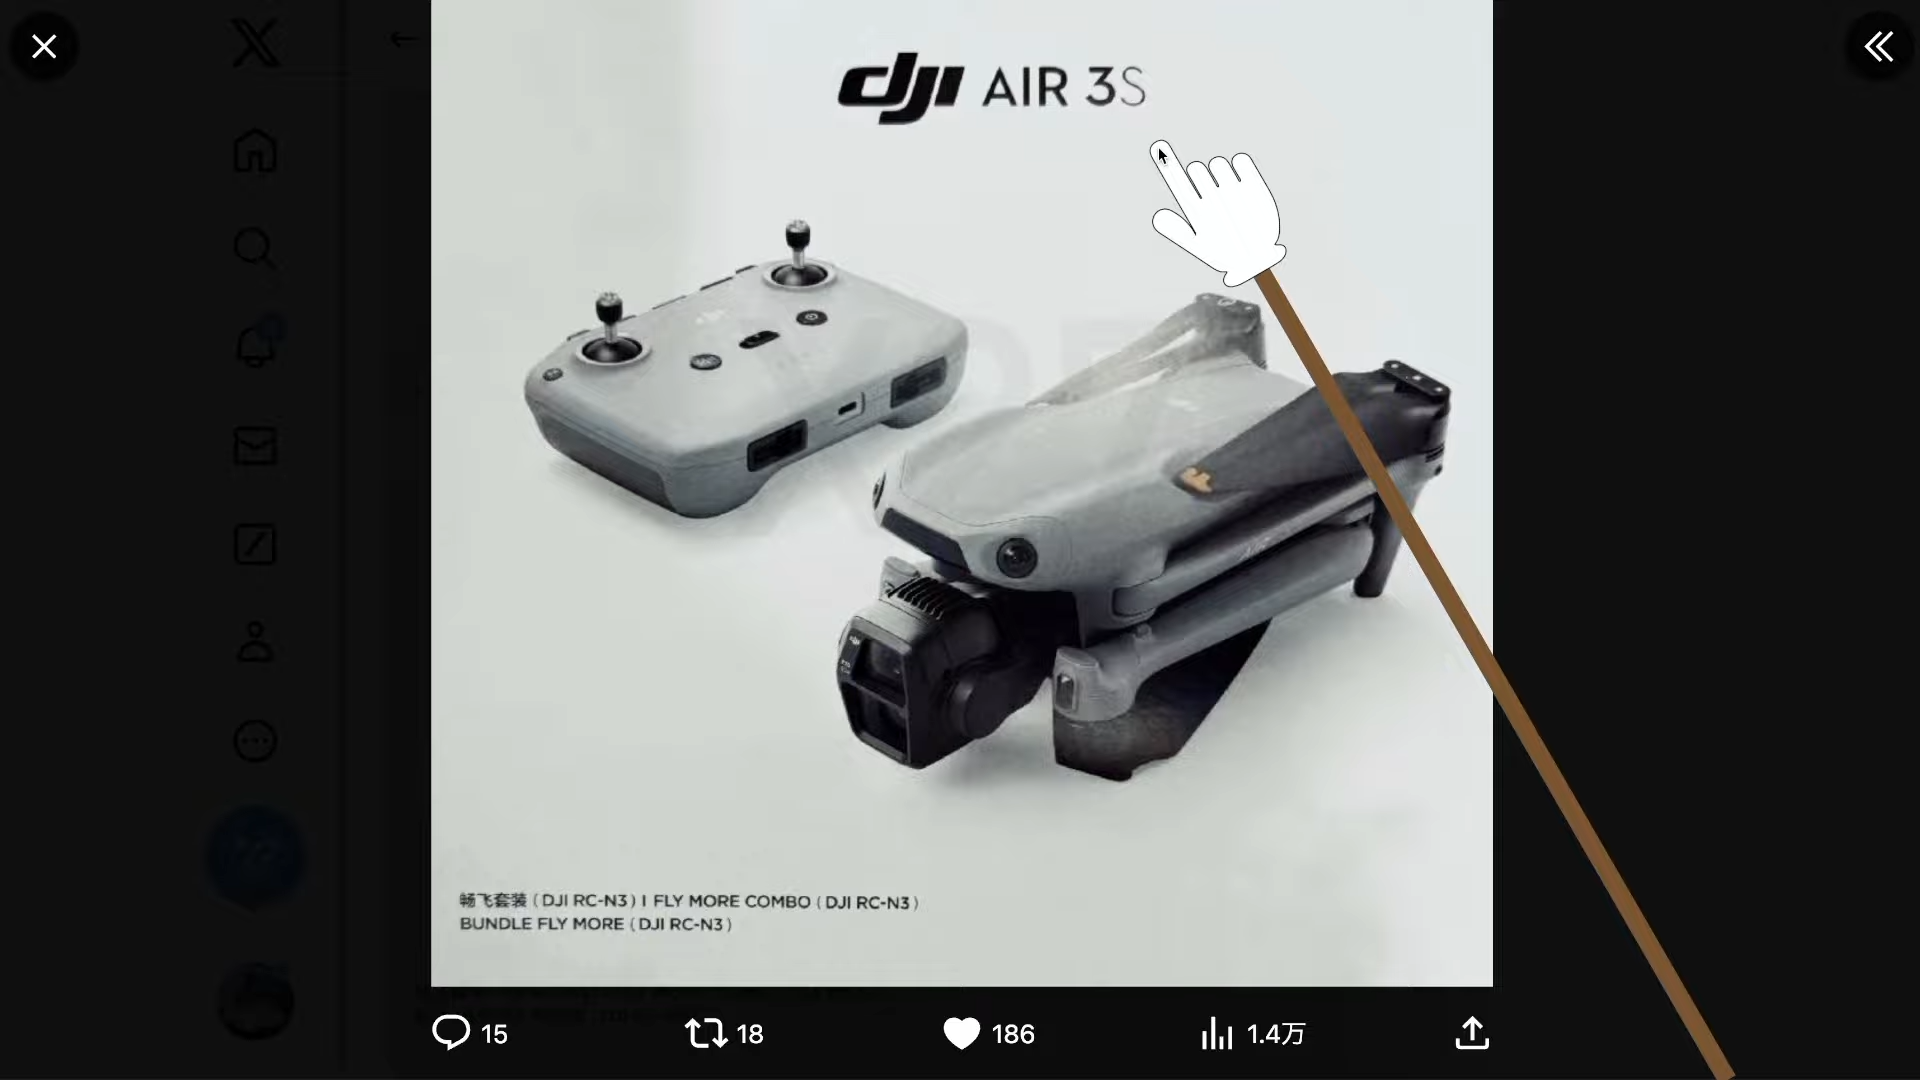 dji AIR 3S
畅飞套装 ( DJI RC-N3 ) I FLY MORE COMBO ( DJI RC-N3 )
BUNDLE FLY MORE ( DJI RC-N3 )
15
18
186
1.4万